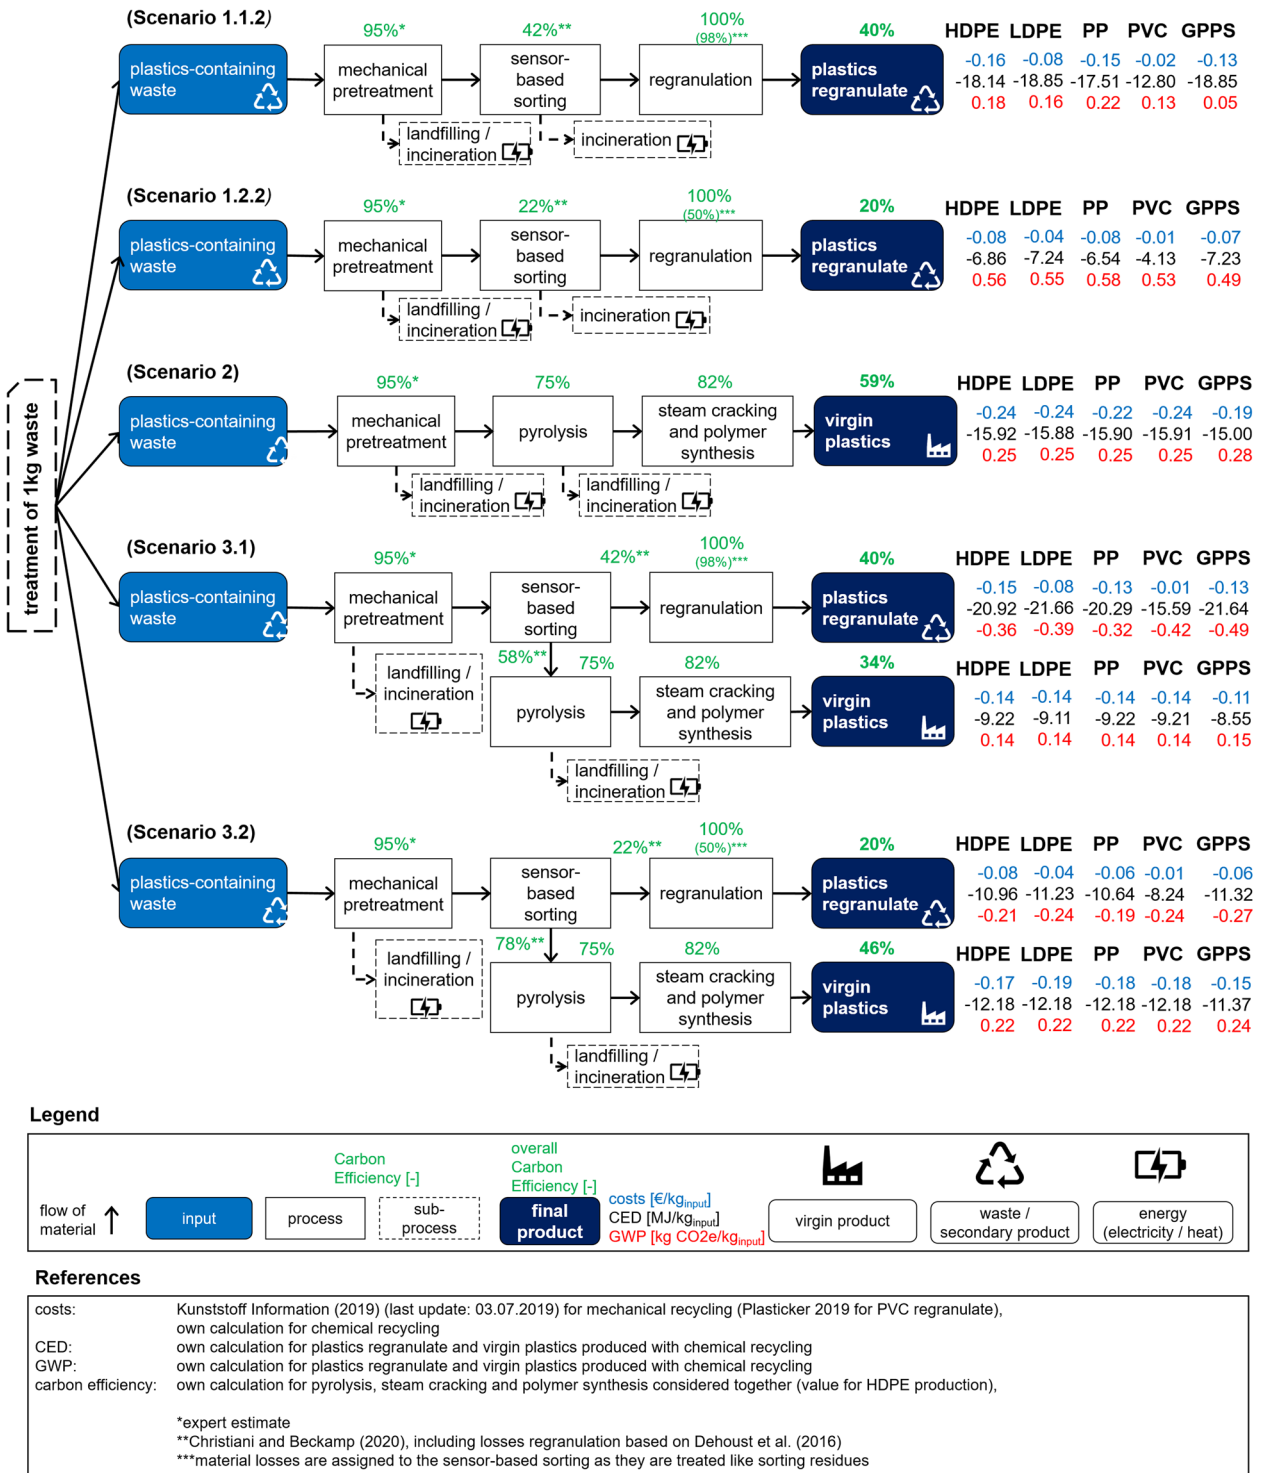 treatment of 1kg waste
(Scenario 1.1.2)
95%*
42%**
100%
(98%)***
40%
HDPE LDPE PP PVC GPPS
plastics-containing
waste
mechanical
pretreatment
sensor-
based
sorting
regranulation
plastics
regranulate
-0.16 -0.08 -0.15 -0.02 -0.13
-18.14 -18.85 -17.51 -12.80 -18.85
0.18 0.16 0.22 0.13 0.05
landfilling /
incineration
incineration
(Scenario 1.2.2)
95%*
22%**
100%
(50%)***
20%
HDPE LDPE PP PVC GPPS
plastics-containing
waste
mechanical
pretreatment
sensor-
based
sorting
regranulation
plastics
regranulate
-0.08 -0.04 -0.08 -0.01 -0.07
-6.86 -7.24 -6.54 -4.13 -7.23
0.56 0.55 0.58 0.53 0.49
landfilling /
incineration
incineration
(Scenario 2)
95%*
75%
82%
59%
HDPE LDPE PP PVC GPPS
plastics-containing
waste
mechanical
pretreatment
pyrolysis
steam cracking
and polymer
synthesis
virgin
plastics
-0.24 -0.24 -0.22 -0.24 -0.19
-15.92 -15.88 -15.90 -15.91 -15.00
0.25 0.25 0.25 0.25 0.28
landfilling /
incineration
landfilling /
incineration
(Scenario 3.1)
95%*
42%**
100%
(98%)***
40%
HDPE LDPE PP PVC GPPS
plastics-containing
waste
mechanical
pretreatment
sensor-
based
sorting
regranulation
plastics
regranulate
-0.15 -0.08 -0.13 -0.01 -0.13
-20.92 -21.66 -20.29 -15.59 -21.64
-0.36 -0.39 -0.32 -0.42 -0.49
landfilling /
incineration
58%**
75%
82%
34%
HDPE LDPE PP PVC GPPS
pyrolysis
steam cracking
and polymer
synthesis
virgin
plastics
-0.14 -0.14 -0.14 -0.14 -0.11
-9.22 -9.11 -9.22 -9.21 -8.55
0.14 0.14 0.14 0.14 0.15
landfilling /
incineration
(Scenario 3.2)
95%*
22%**
100%
(50%)***
20%
HDPE LDPE PP PVC GPPS
plastics-containing
waste
mechanical
pretreatment
sensor-
based
sorting
regranulation
plastics
regranulate
-0.08 -0.04 -0.06 -0.01 -0.06
-10.96 -11.23 -10.64 -8.24 -11.32
-0.21 -0.24 -0.19 -0.24 -0.27
landfilling /
incineration
78%**
75%
82%
46%
HDPE LDPE PP PVC GPPS
pyrolysis
steam cracking
and polymer
synthesis
virgin
plastics
-0.17 -0.19 -0.18 -0.18 -0.15
-12.18 -12.18 -12.18 -12.18 -11.37
0.22 0.22 0.22 0.22 0.24
landfilling /
incineration
Legend
flow of
material
input
Carbon
Efficiency [-]
process
sub-
process
overall
Carbon
Efficiency [-]
final
product
costs [€/kginput]
CED [MJ/kginput]
GWP [kg CO2e/kginput]
virgin product
waste /
secondary product
energy
(electricity / heat)
References
costs: Kunststoff Information (2019) (last update: 03.07.2019) for mechanical recycling (Plasticker 2019 for PVC regranulate),
own calculation for chemical recycling
CED: own calculation for plastics regranulate and virgin plastics produced with chemical recycling
GWP: own calculation for plastics regranulate and virgin plastics produced with chemical recycling
carbon efficiency: own calculation for pyrolysis, steam cracking and polymer synthesis considered together (value for HDPE production),
*expert estimate
**Christiani and Beckamp (2020), including losses regranulation based on Dehoust et al. (2016)
***material losses are assigned to the sensor-based sorting as they are treated like sorting residues